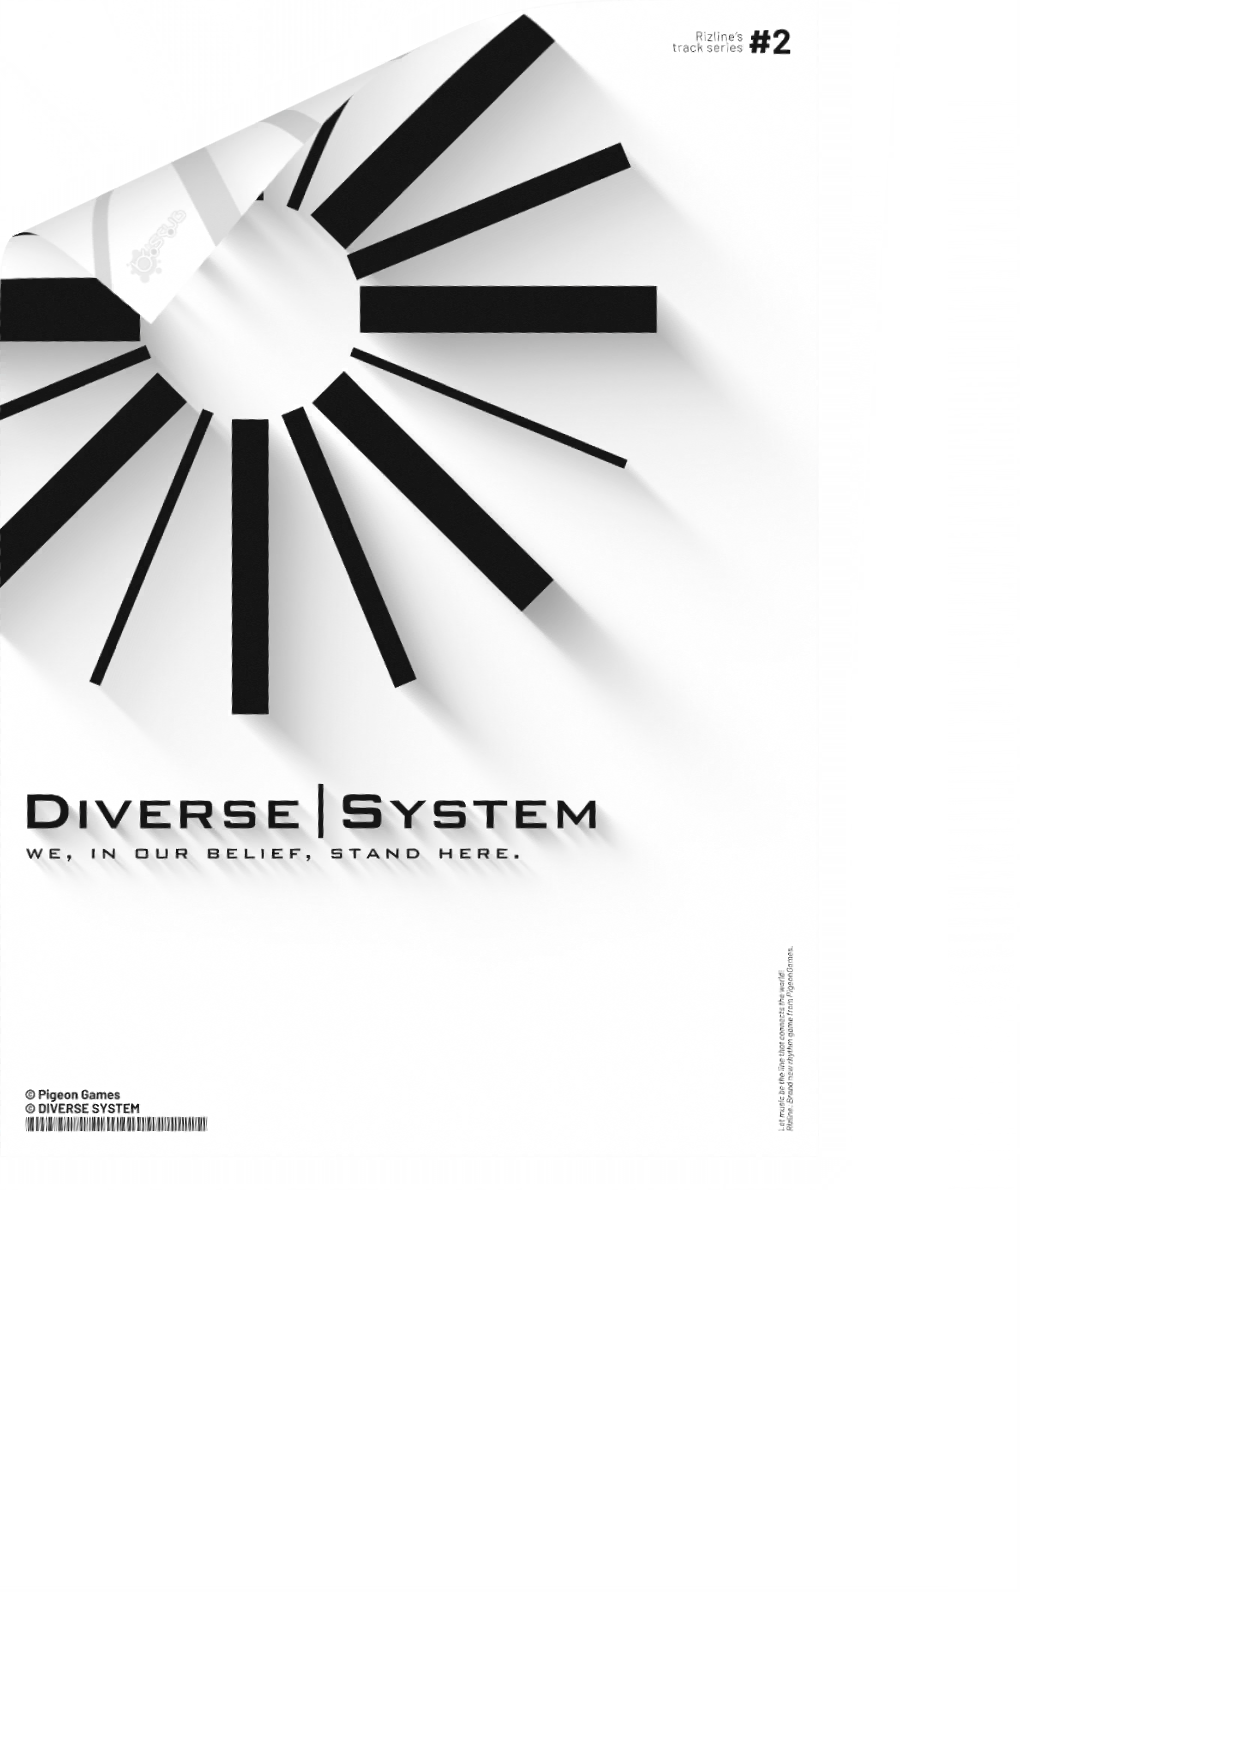 Rizline's
track series #2
DIVERSE|SYSTEM
WE, IN OUR BELIEF, STAND HERE.
Let music be the line that connects the world!
Rizline. Brand new rhythm game from PigeonGames.
© Pigeon Games
© DIVERSE SYSTEM